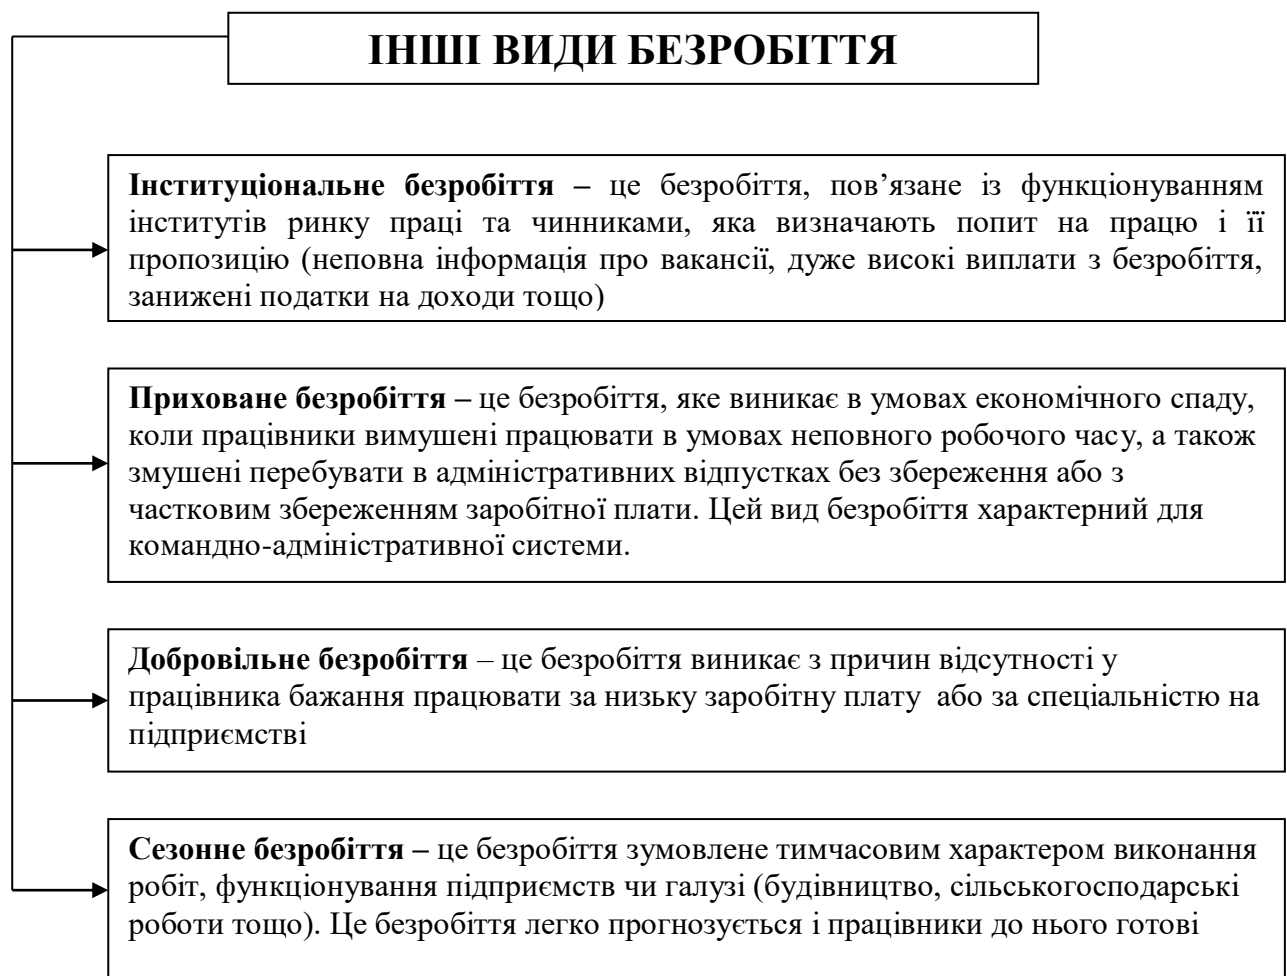 ІНШІ ВИДИ БЕЗРОБІТТЯ
Інституціональне безробіття – це безробіття, пов’язане із функціонуванням
інститутів ринку праці та чинниками, яка визначають попит на працю і її
пропозицію (неповна інформація про вакансії, дуже високі виплати з безробіття,
занижені податки на доходи тощо)
Приховане безробіття – це безробіття, яке виникає в умовах економічного спаду,
коли працівники вимушені працювати в умовах неповного робочого часу, а також
змушені перебувати в адміністративних відпустках без збереження або з
частковим збереженням заробітної плати. Цей вид безробіття характерний для
командно-адміністративної системи.
Добровільне безробіття – це безробіття виникає з причин відсутності у
працівника бажання працювати за низьку заробітну плату або за спеціальністю на
підприємстві
Сезонне безробіття – це безробіття зумовлене тимчасовим характером виконання
робіт, функціонування підприємств чи галузі (будівництво, сільськогосподарські
роботи тощо). Це безробіття легко прогнозується і працівники до нього готові